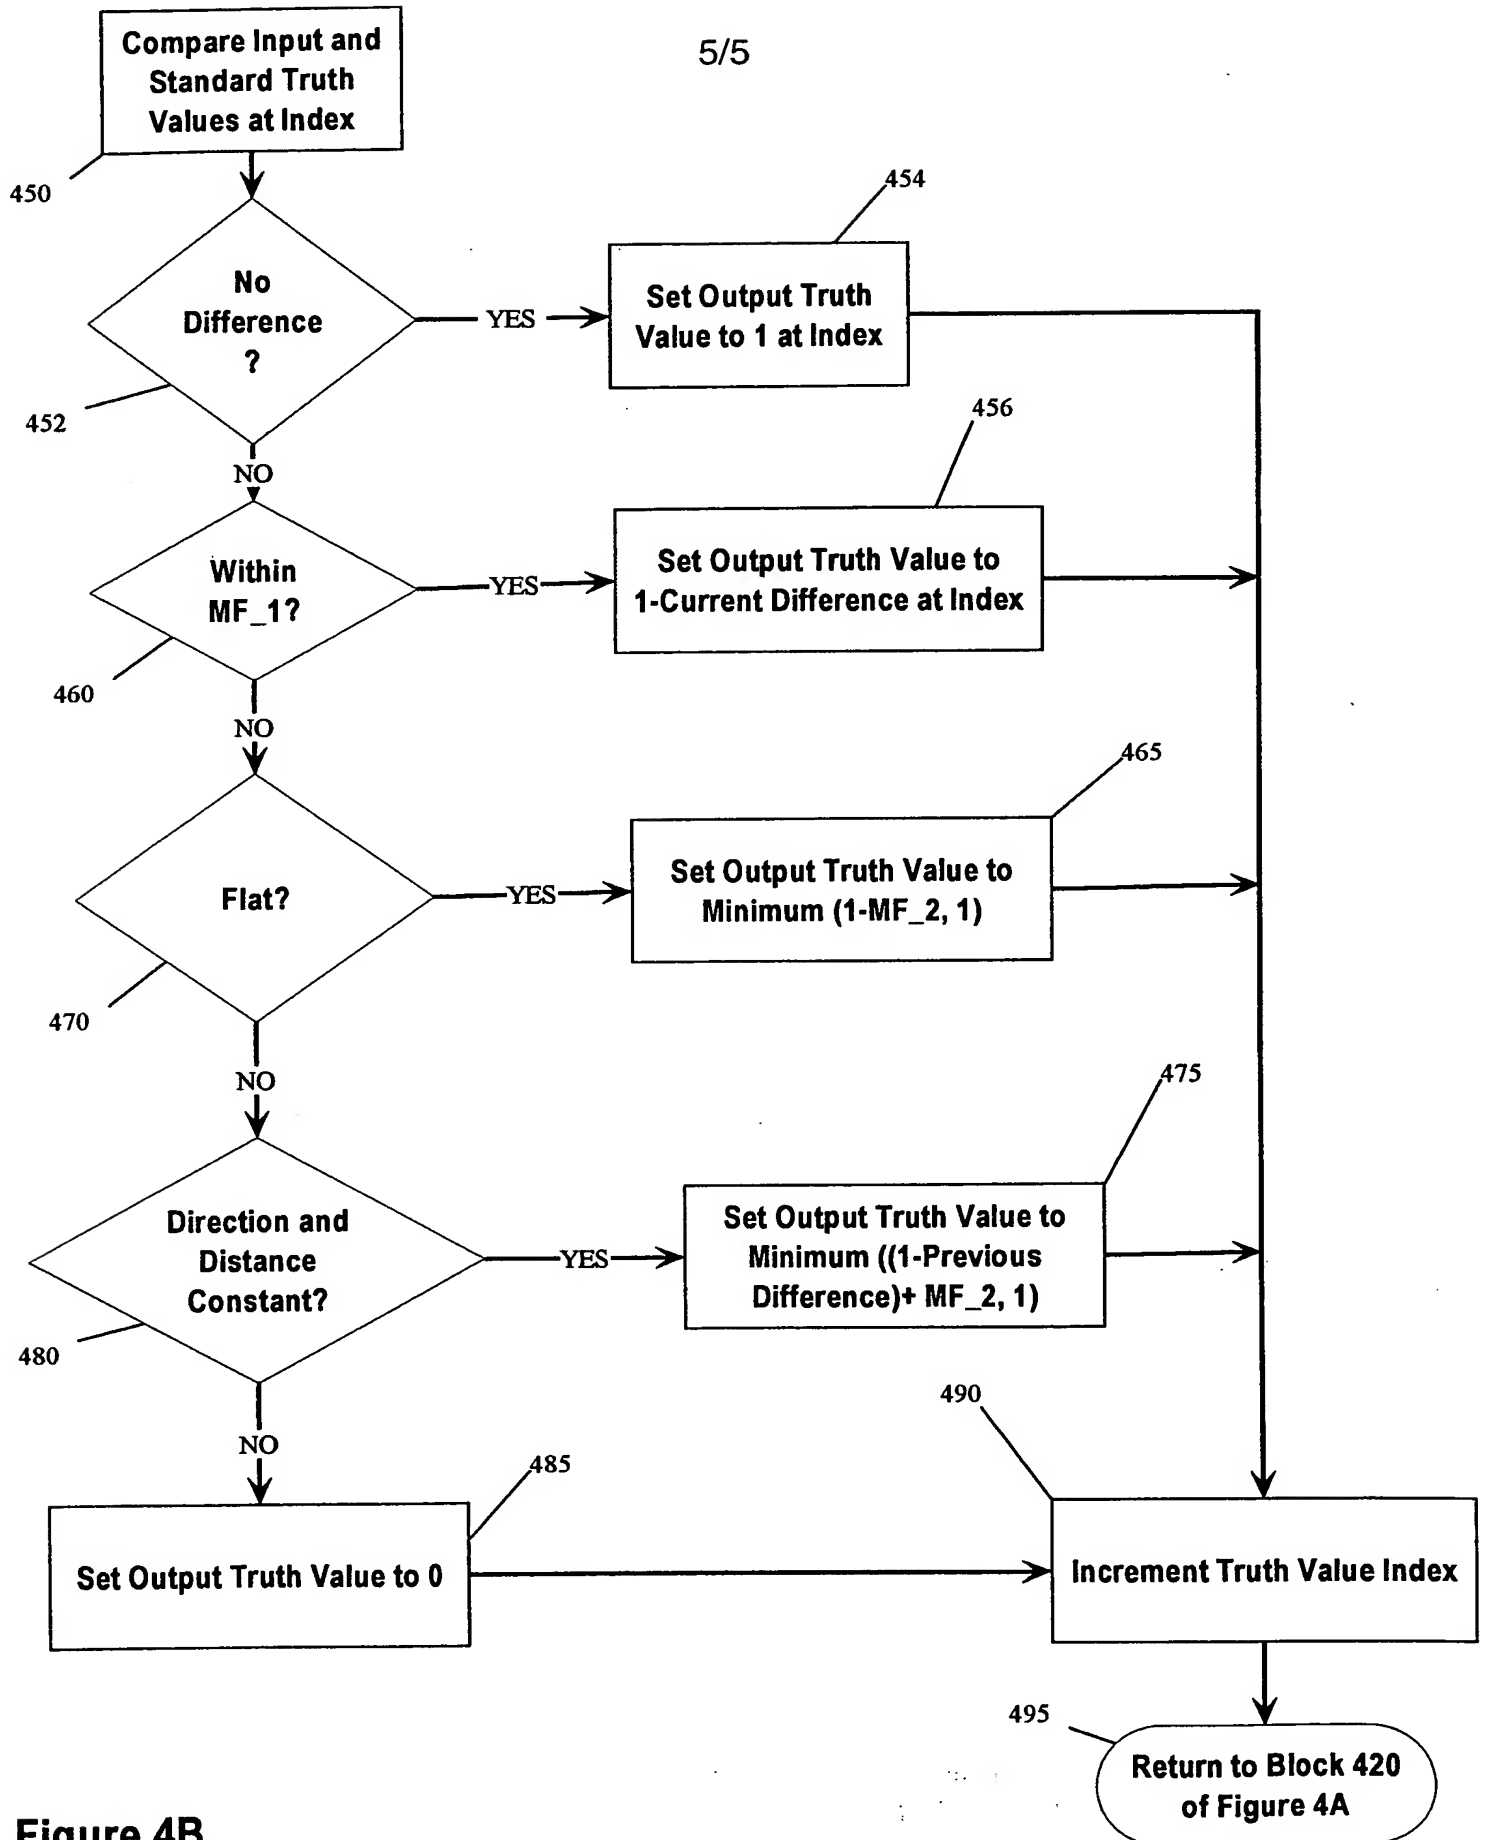 5/5
Compare Input and
Standard Truth
Values at Index
450
No
Difference
?
452
YES
454
Set Output Truth
Value to 1 at Index
NO
Within
MF_1?
460
YES
456
Set Output Truth Value to
1-Current Difference at Index
NO
Flat?
470
YES
465
Set Output Truth Value to
Minimum (1-MF_2, 1)
NO
Direction and
Distance
Constant?
480
YES
475
Set Output Truth Value to
Minimum ((1-Previous
Difference)+ MF_2, 1)
NO
485
Set Output Truth Value to 0
490
Increment Truth Value Index
495
Return to Block 420
of Figure 4A
Figure 4B